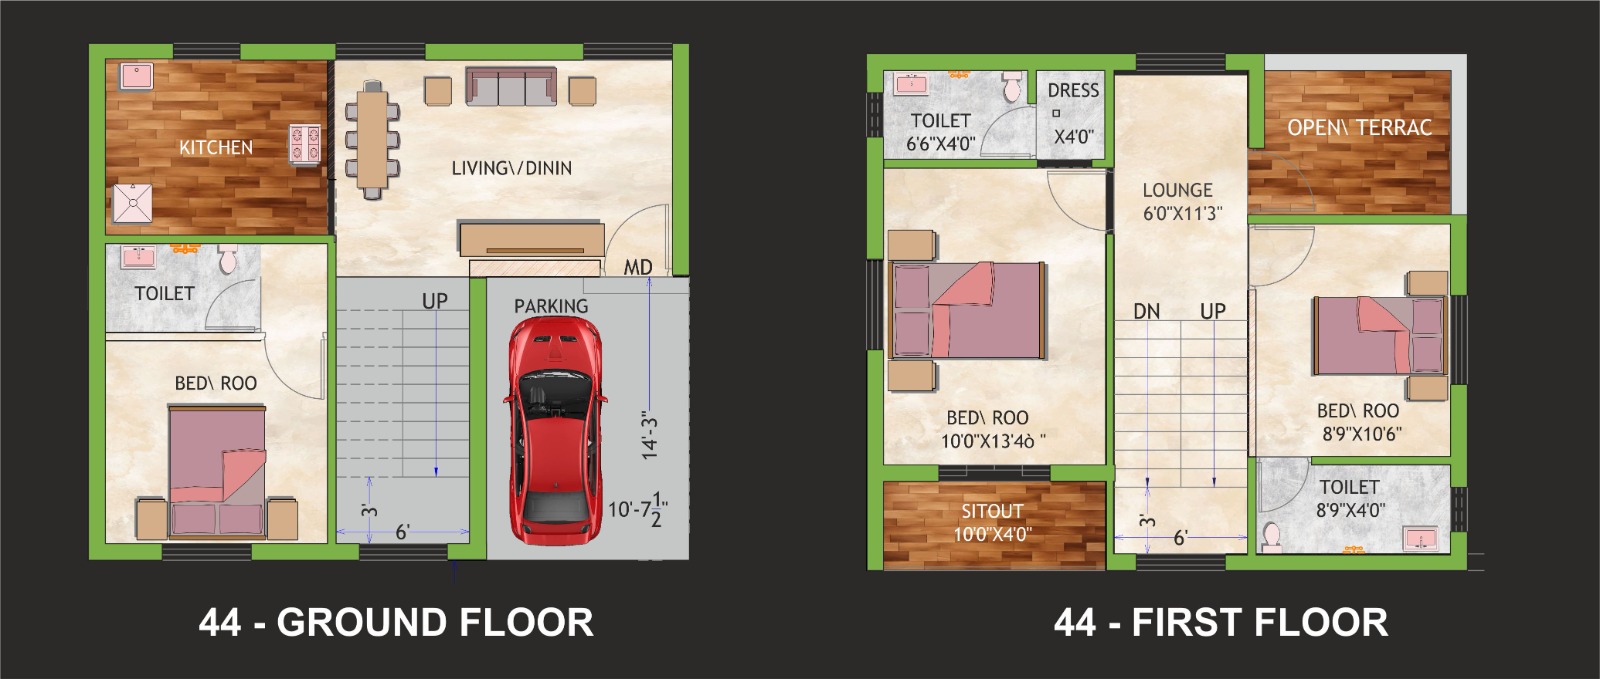 KITCHEN
LIVING\/DININ
MD
TOILET
UP
PARKING
BED\ ROO
14'-3"
10'-7 1/2"
3'
6'
44 - GROUND FLOOR
TOILET
6'6"X4'0"
DRESS
X4'0"
OPEN\ TERRAC
LOUNGE
6'0"X11'3"
DN
UP
BED\ ROO
10'0"X13'4ò "
BED\ ROO
8'9"X10'6"
SITOUT
10'0"X4'0"
TOILET
8'9"X4'0"
3'
6'
44 - FIRST FLOOR